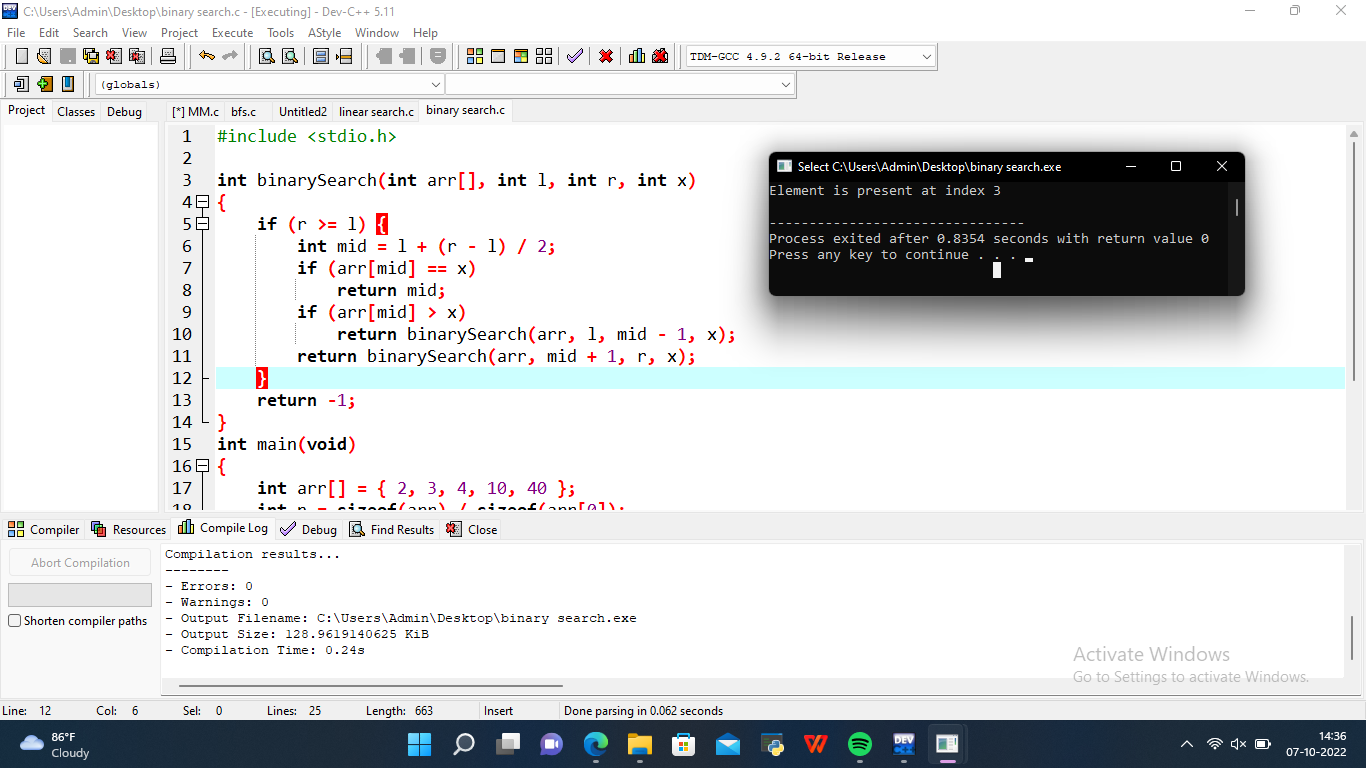 C:\Users\Admin\Desktop\binary search.c - [Executing] - Dev-C++ 5.11
File Edit Search View Project Execute Tools AStyle Window Help
TDM-GCC 4.9.2 64-bit Release
(globals)
Project Classes Debug
[*] MM.c bfs.c Untitled2 linear search.c binary search.c
1 #include <stdio.h>
2
3 int binarySearch(int arr[], int l, int r, int x)
4 {
5 if (r >= l) {
6 int mid = l + (r - l) / 2;
7 if (arr[mid] == x)
8 return mid;
9 if (arr[mid] > x)
10 return binarySearch(arr, l, mid - 1, x);
11 return binarySearch(arr, mid + 1, r, x);
12 }
13 return -1;
14 }
15 int main(void)
16 {
17 int arr[] = { 2, 3, 4, 10, 40 };
18 int n = sizeof(arr) / sizeof(arr[0]);
Select C:\Users\Admin\Desktop\binary search.exe
Element is present at index 3
--------------------------------
Process exited after 0.8354 seconds with return value 0
Press any key to continue . . .
Compiler Resources Compile Log Debug Find Results Close
Abort Compilation
Shorten compiler paths
Compilation results...
--------
- Errors: 0
- Warnings: 0
- Output Filename: C:\Users\Admin\Desktop\binary search.exe
- Output Size: 128.9619140625 KiB
- Compilation Time: 0.24s
Activate Windows
Go to Settings to activate Windows.
Line: 12 Col: 6 Sel: 0 Lines: 25 Length: 663 Insert Done parsing in 0.062 seconds
86°F
Cloudy
DEV
14:36
07-10-2022